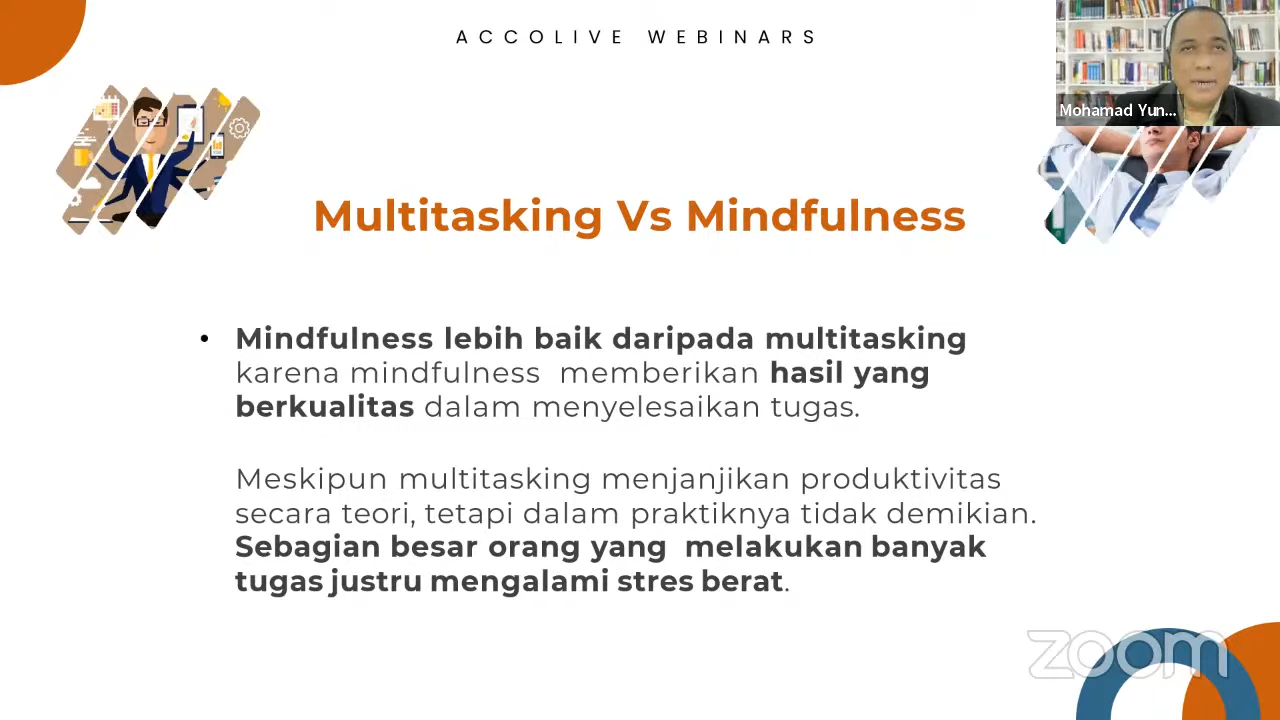 ACCOLIVE WEBINARS
Mohamad Yun...
Multitasking Vs Mindfulness
• Mindfulness lebih baik daripada multitasking
karena mindfulness memberikan hasil yang
berkualitas dalam menyelesaikan tugas.
Meskipun multitasking menjanjikan produktivitas
secara teori, tetapi dalam praktiknya tidak demikian.
Sebagian besar orang yang melakukan banyak
tugas justru mengalami stres berat.
zoom